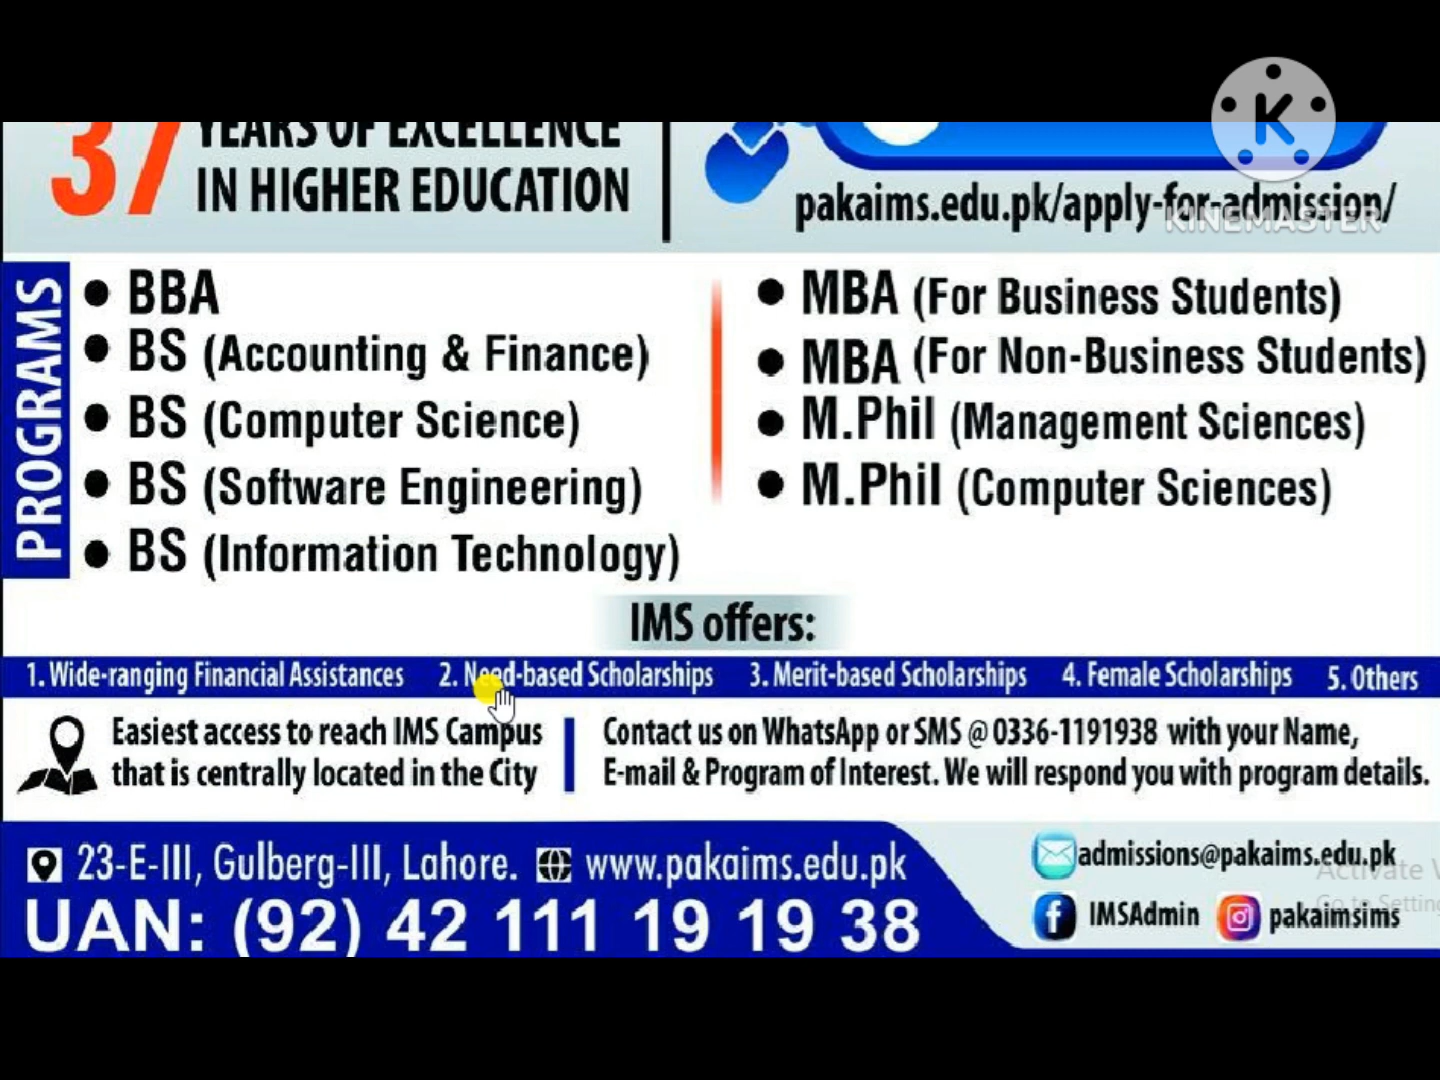 37 YEARS OF EXCELLENCE
IN HIGHER EDUCATION
pakaims.edu.pk/apply-for-admission/
K
KINEMASTER
PROGRAMS
• BBA
• BS (Accounting & Finance)
• BS (Computer Science)
• BS (Software Engineering)
• BS (Information Technology)
• MBA (For Business Students)
• MBA (For Non-Business Students)
• M.Phil (Management Sciences)
• M.Phil (Computer Sciences)
IMS offers:
1. Wide-ranging Financial Assistances 2. Need-based Scholarships 3. Merit-based Scholarships 4. Female Scholarships 5. Others
Easiest access to reach IMS Campus
that is centrally located in the City
Contact us on WhatsApp or SMS @ 0336-1191938 with your Name,
E-mail & Program of Interest. We will respond you with program details.
23-E-III, Gulberg-III, Lahore. www.pakaims.edu.pk
UAN: (92) 42 111 19 19 38
admissions@pakaims.edu.pk
IMSAdmin pakaimsims
Activate
Go to Setting